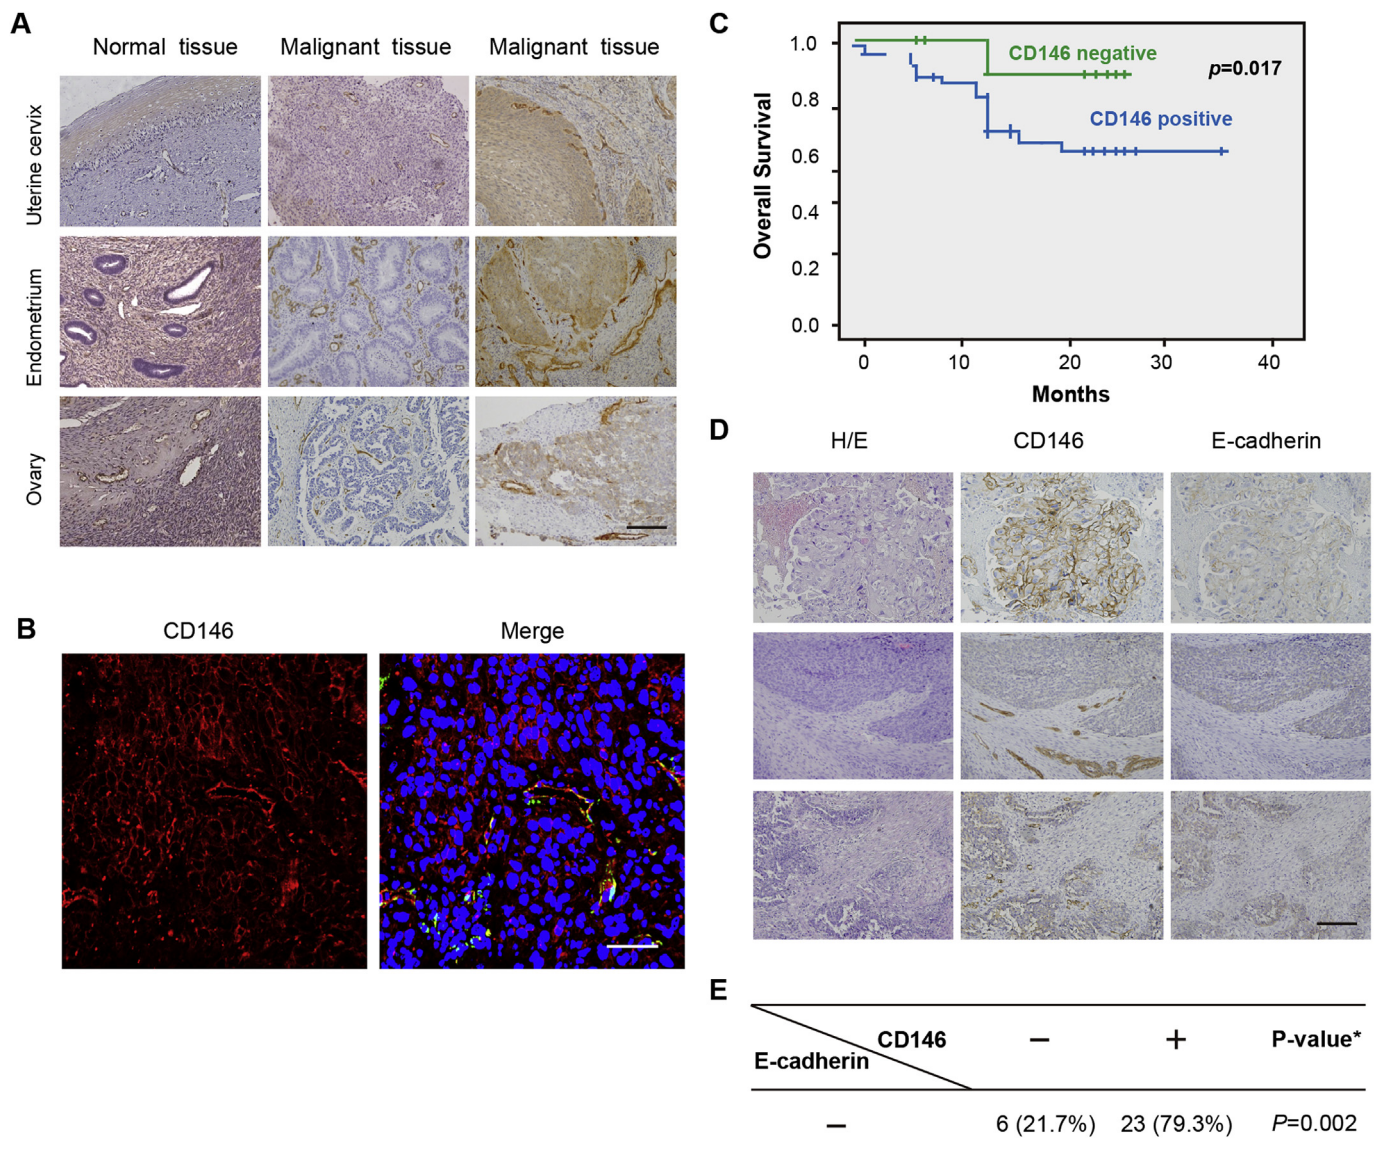 A
Normal tissue
Malignant tissue
Malignant tissue
Uterine cervix
Endometrium
Ovary
B
CD146
Merge
C
Overall Survival
1.0
0.8
0.6
0.4
0.2
0.0
CD146 negative
p=0.017
CD146 positive
0 10 20 30 40
Months
D
H/E
CD146
E-cadherin
E
CD146
E-cadherin
− + P-value*
− 6 (21.7%) 23 (79.3%) P=0.002